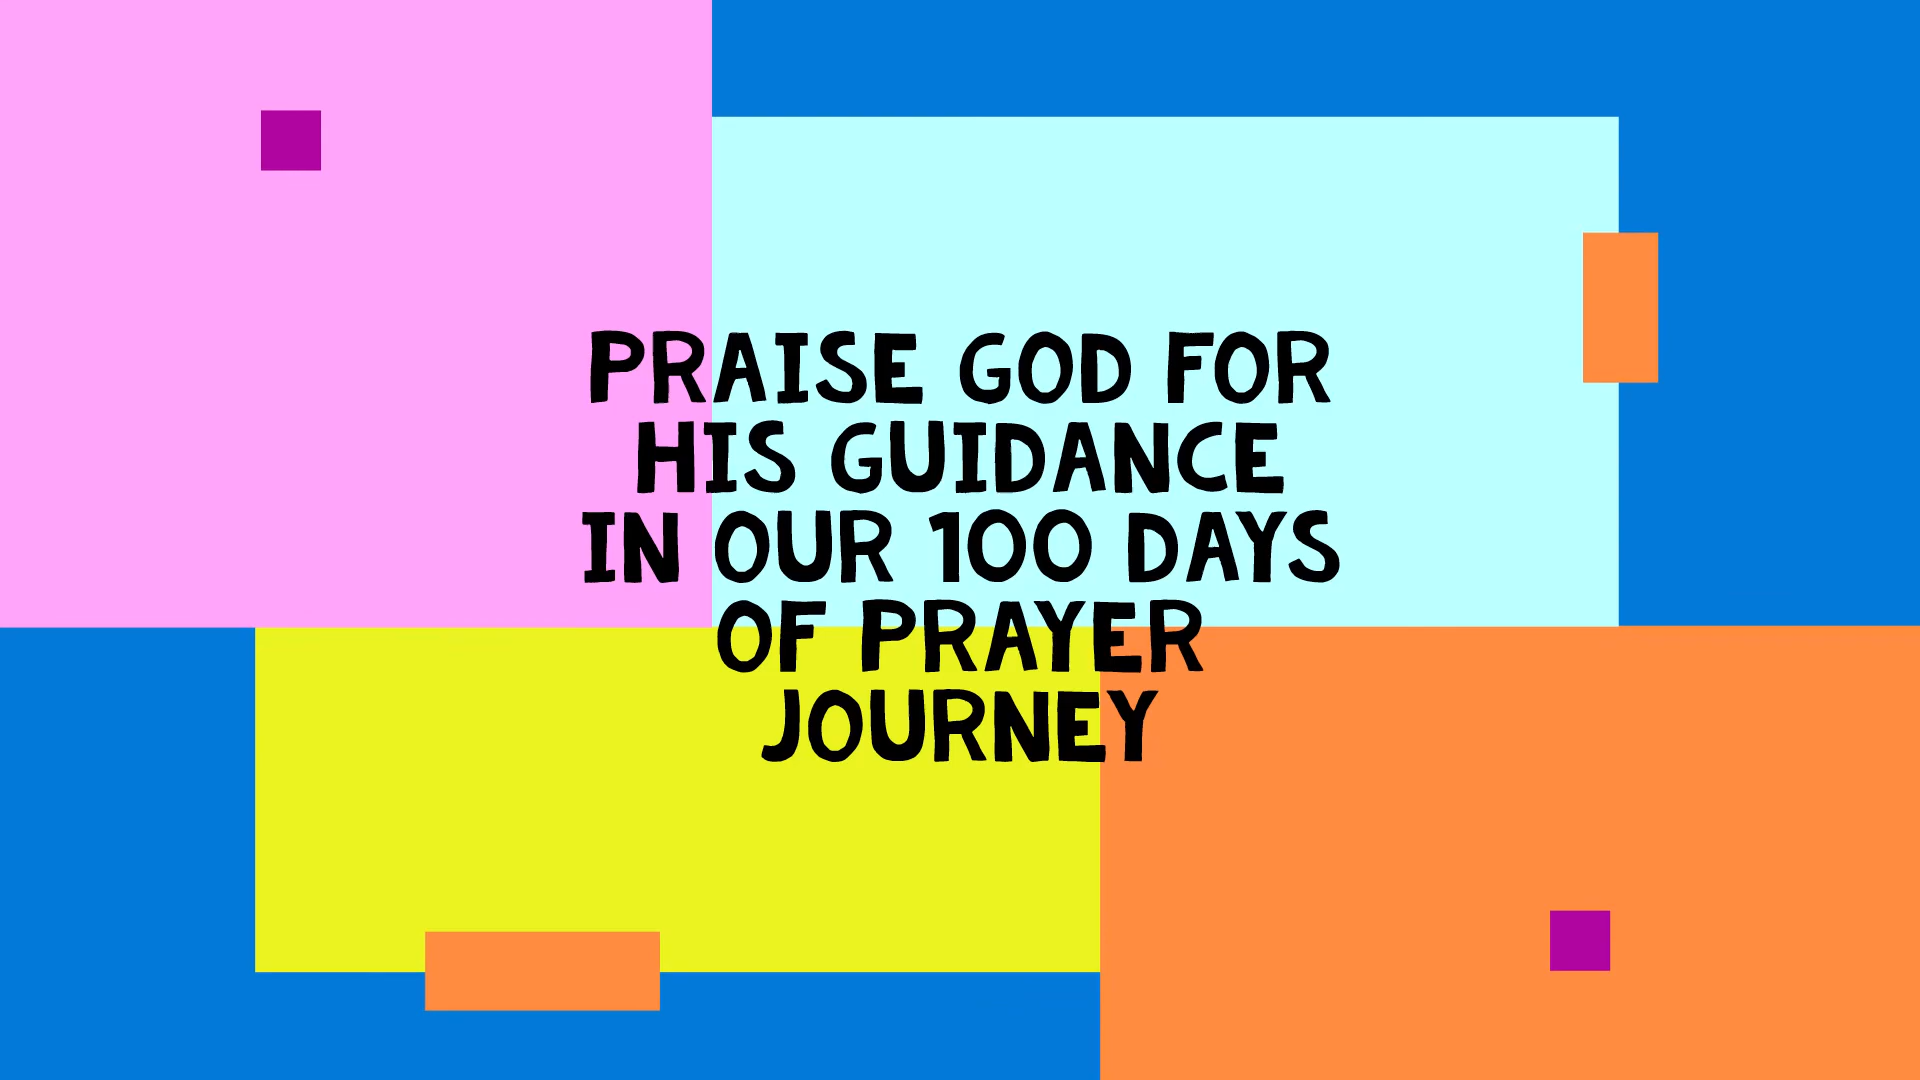 PRAISE GOD FOR
HIS GUIDANCE
IN OUR 100 DAYS
OF PRAYER
JOURNEY